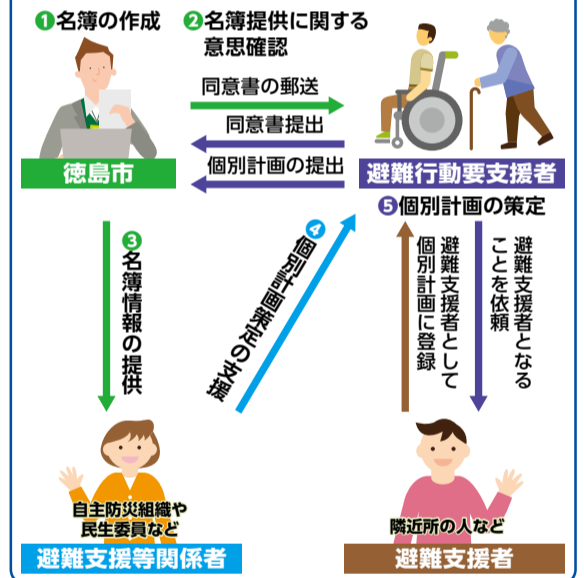 ❶名簿の作成
❷名簿提供に関する
意思確認
同意書の郵送
同意書提出
個別計画の提出
徳島市
避難行動要支援者
❺個別計画の策定
❸名簿情報の提供
❹個別計画策定の支援
避難支援者として
個別計画に登録
避難支援者となる
ことを依頼
自主防災組織や
民生委員など
避難支援等関係者
隣近所の人など
避難支援者